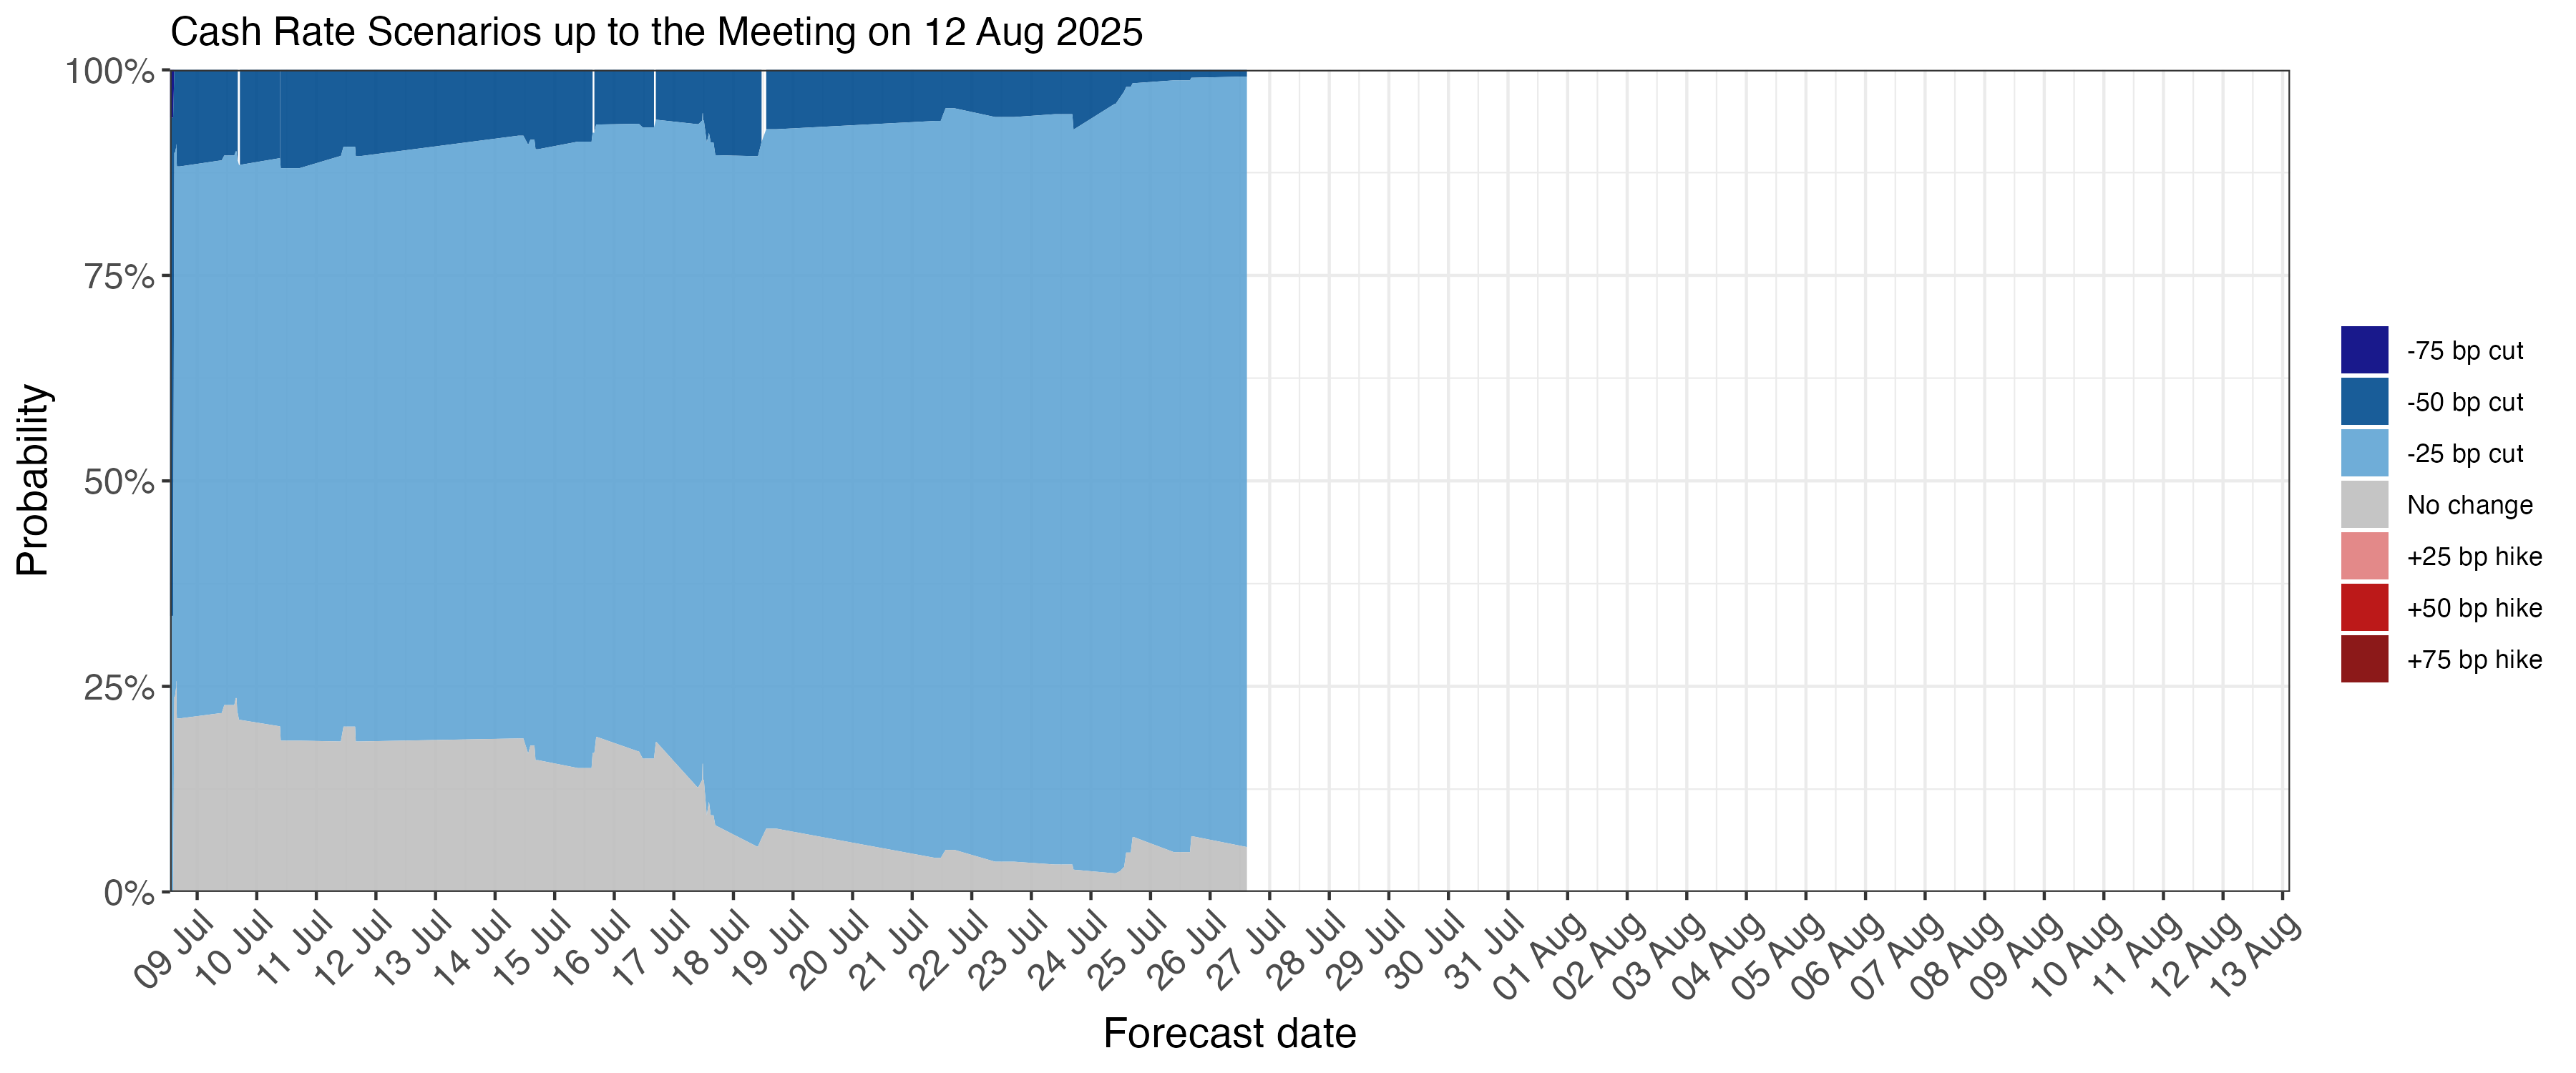 Cash Rate Scenarios up to the Meeting on 12 Aug 2025
100%
75%
50%
25%
0%
Probability
09 Jul
10 Jul
11 Jul
12 Jul
13 Jul
14 Jul
15 Jul
16 Jul
17 Jul
18 Jul
19 Jul
20 Jul
21 Jul
22 Jul
23 Jul
24 Jul
25 Jul
26 Jul
27 Jul
28 Jul
29 Jul
30 Jul
31 Jul
01 Aug
02 Aug
03 Aug
04 Aug
05 Aug
06 Aug
07 Aug
08 Aug
09 Aug
10 Aug
11 Aug
12 Aug
13 Aug
Forecast date
-75 bp cut
-50 bp cut
-25 bp cut
No change
+25 bp hike
+50 bp hike
+75 bp hike